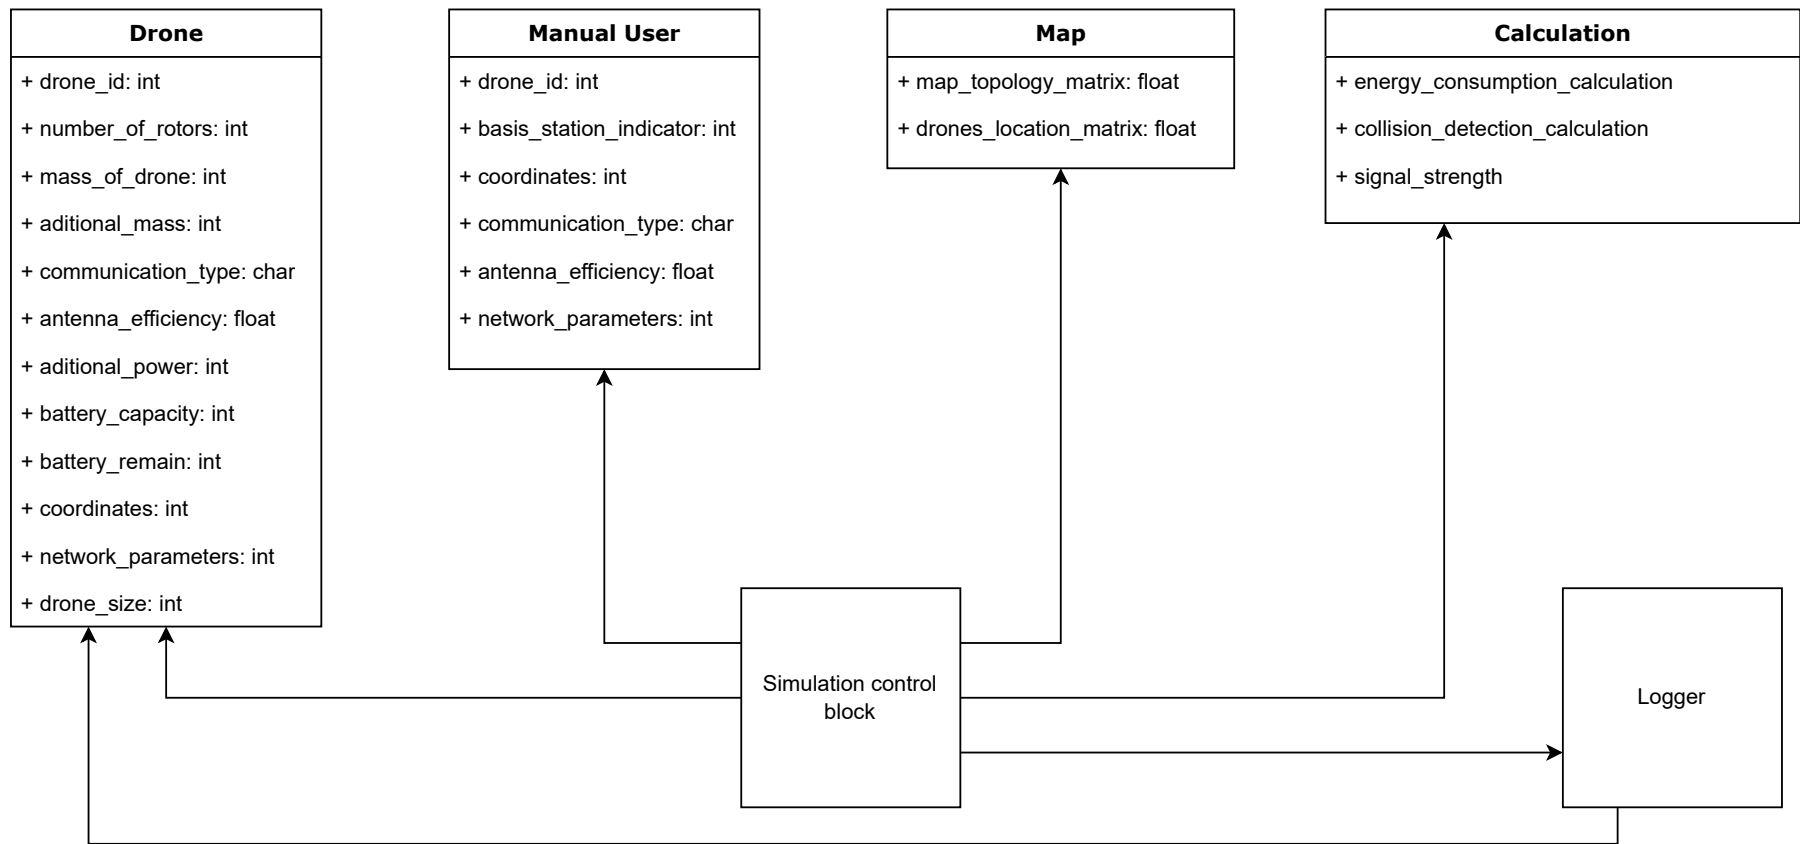 Drone
+ drone_id: int
+ number_of_rotors: int
+ mass_of_drone: int
+ aditional_mass: int
+ communication_type: char
+ antenna_efficiency: float
+ aditional_power: int
+ battery_capacity: int
+ battery_remain: int
+ coordinates: int
+ network_parameters: int
+ drone_size: int
Manual User
+ drone_id: int
+ basis_station_indicator: int
+ coordinates: int
+ communication_type: char
+ antenna_efficiency: float
+ network_parameters: int
Map
+ map_topology_matrix: float
+ drones_location_matrix: float
Calculation
+ energy_consumption_calculation
+ collision_detection_calculation
+ signal_strength
Simulation control
block
Logger